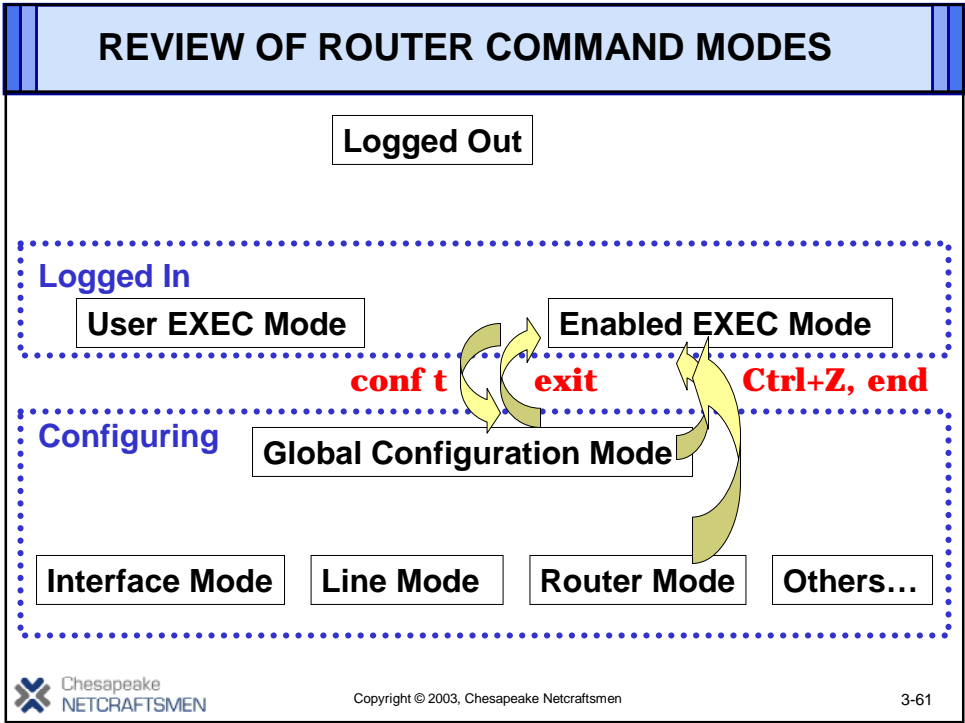 REVIEW OF ROUTER COMMAND MODES
Logged Out
Logged In
User EXEC Mode
Enabled EXEC Mode
conf t
exit
Ctrl+Z, end
Configuring
Global Configuration Mode
Interface Mode
Line Mode
Router Mode
Others…
Chesapeake
NETCRAFTSMEN
Copyright © 2003, Chesapeake Netcraftsmen
3-61